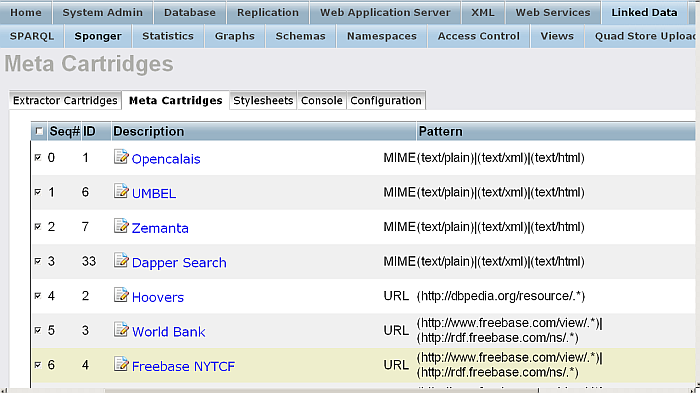 Home System Admin Database Replication Web Application Server XML Web Services Linked Data
SPARQL Sponger Statistics Graphs Schemas Namespaces Access Control Views Quad Store Upload
Meta Cartridges
Extractor Cartridges Meta Cartridges Stylesheets Console Configuration
Seq# ID Description Pattern
0 1 Opencalais MIME (text/plain)|(text/xml)|(text/html)
1 6 UMBEL MIME (text/plain)|(text/xml)|(text/html)
2 7 Zemanta MIME (text/plain)|(text/xml)|(text/html)
3 33 Dapper Search MIME (text/plain)|(text/xml)|(text/html)
4 2 Hoovers URL (http://dbpedia.org/resource/.*)
5 3 World Bank URL (http://www.freebase.com/view/.*)|
(http://rdf.freebase.com/ns/.*)
6 4 Freebase NYTCF URL (http://www.freebase.com/view/.*)|
(http://rdf.freebase.com/ns/.*)